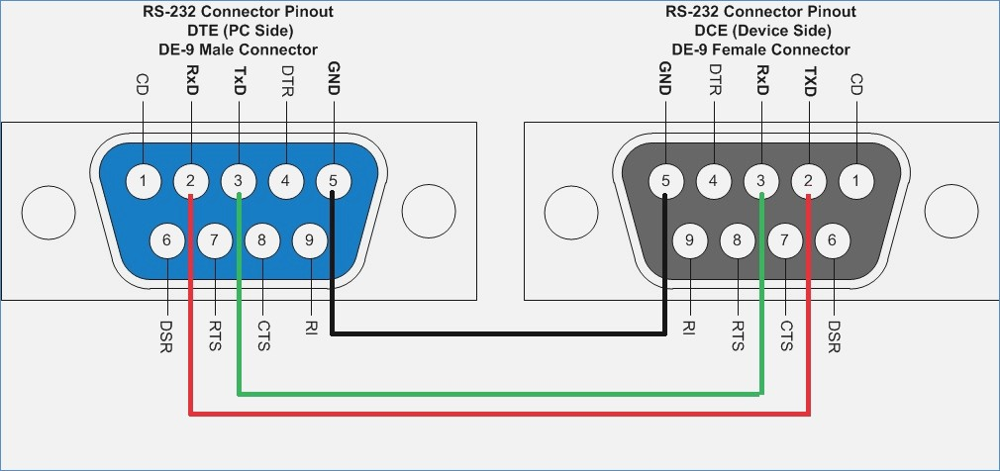 RS-232 Connector Pinout
DTE (PC Side)
DE-9 Male Connector
CD RxD TxD DTR GND
1 2 3 4 5
6 7 8 9
DSR RTS CTS RI
RS-232 Connector Pinout
DCE (Device Side)
DE-9 Female Connector
GND DTR RxD TXD CD
5 4 3 2 1
9 8 7 6
RI RTS CTS DSR